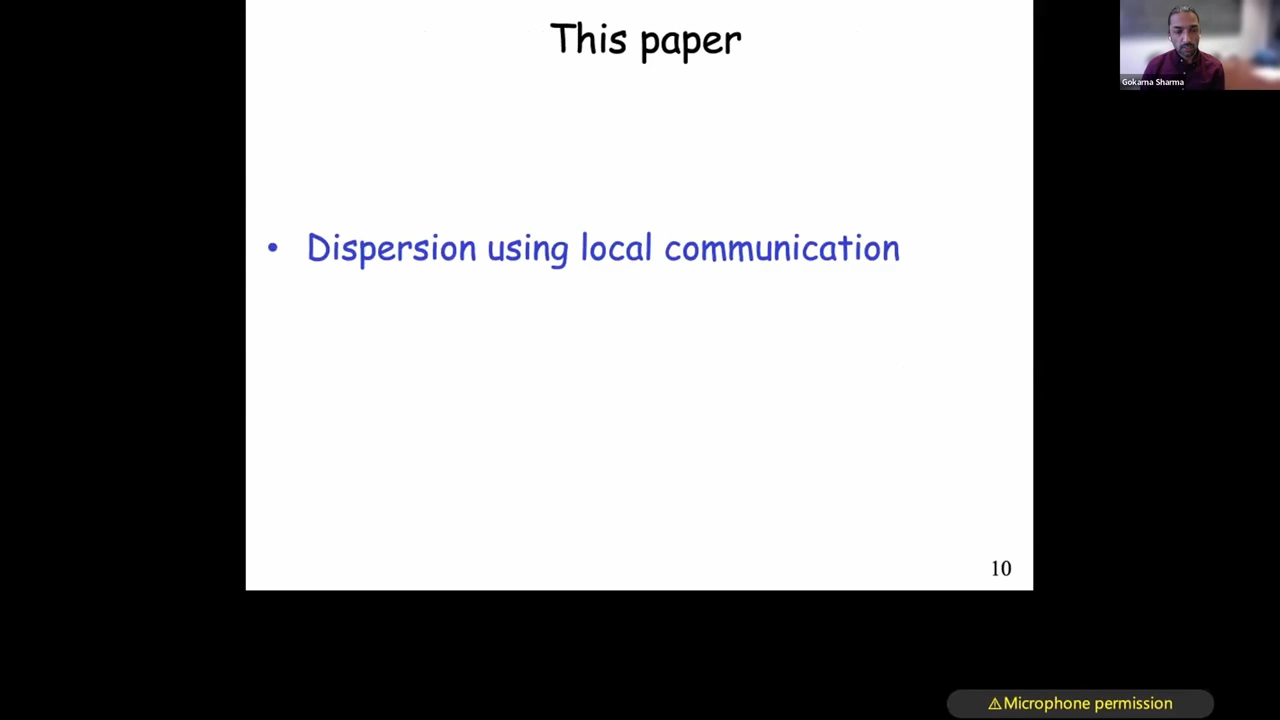 This paper
Gokarna Sharma
• Dispersion using local communication
10
⚠Microphone permission